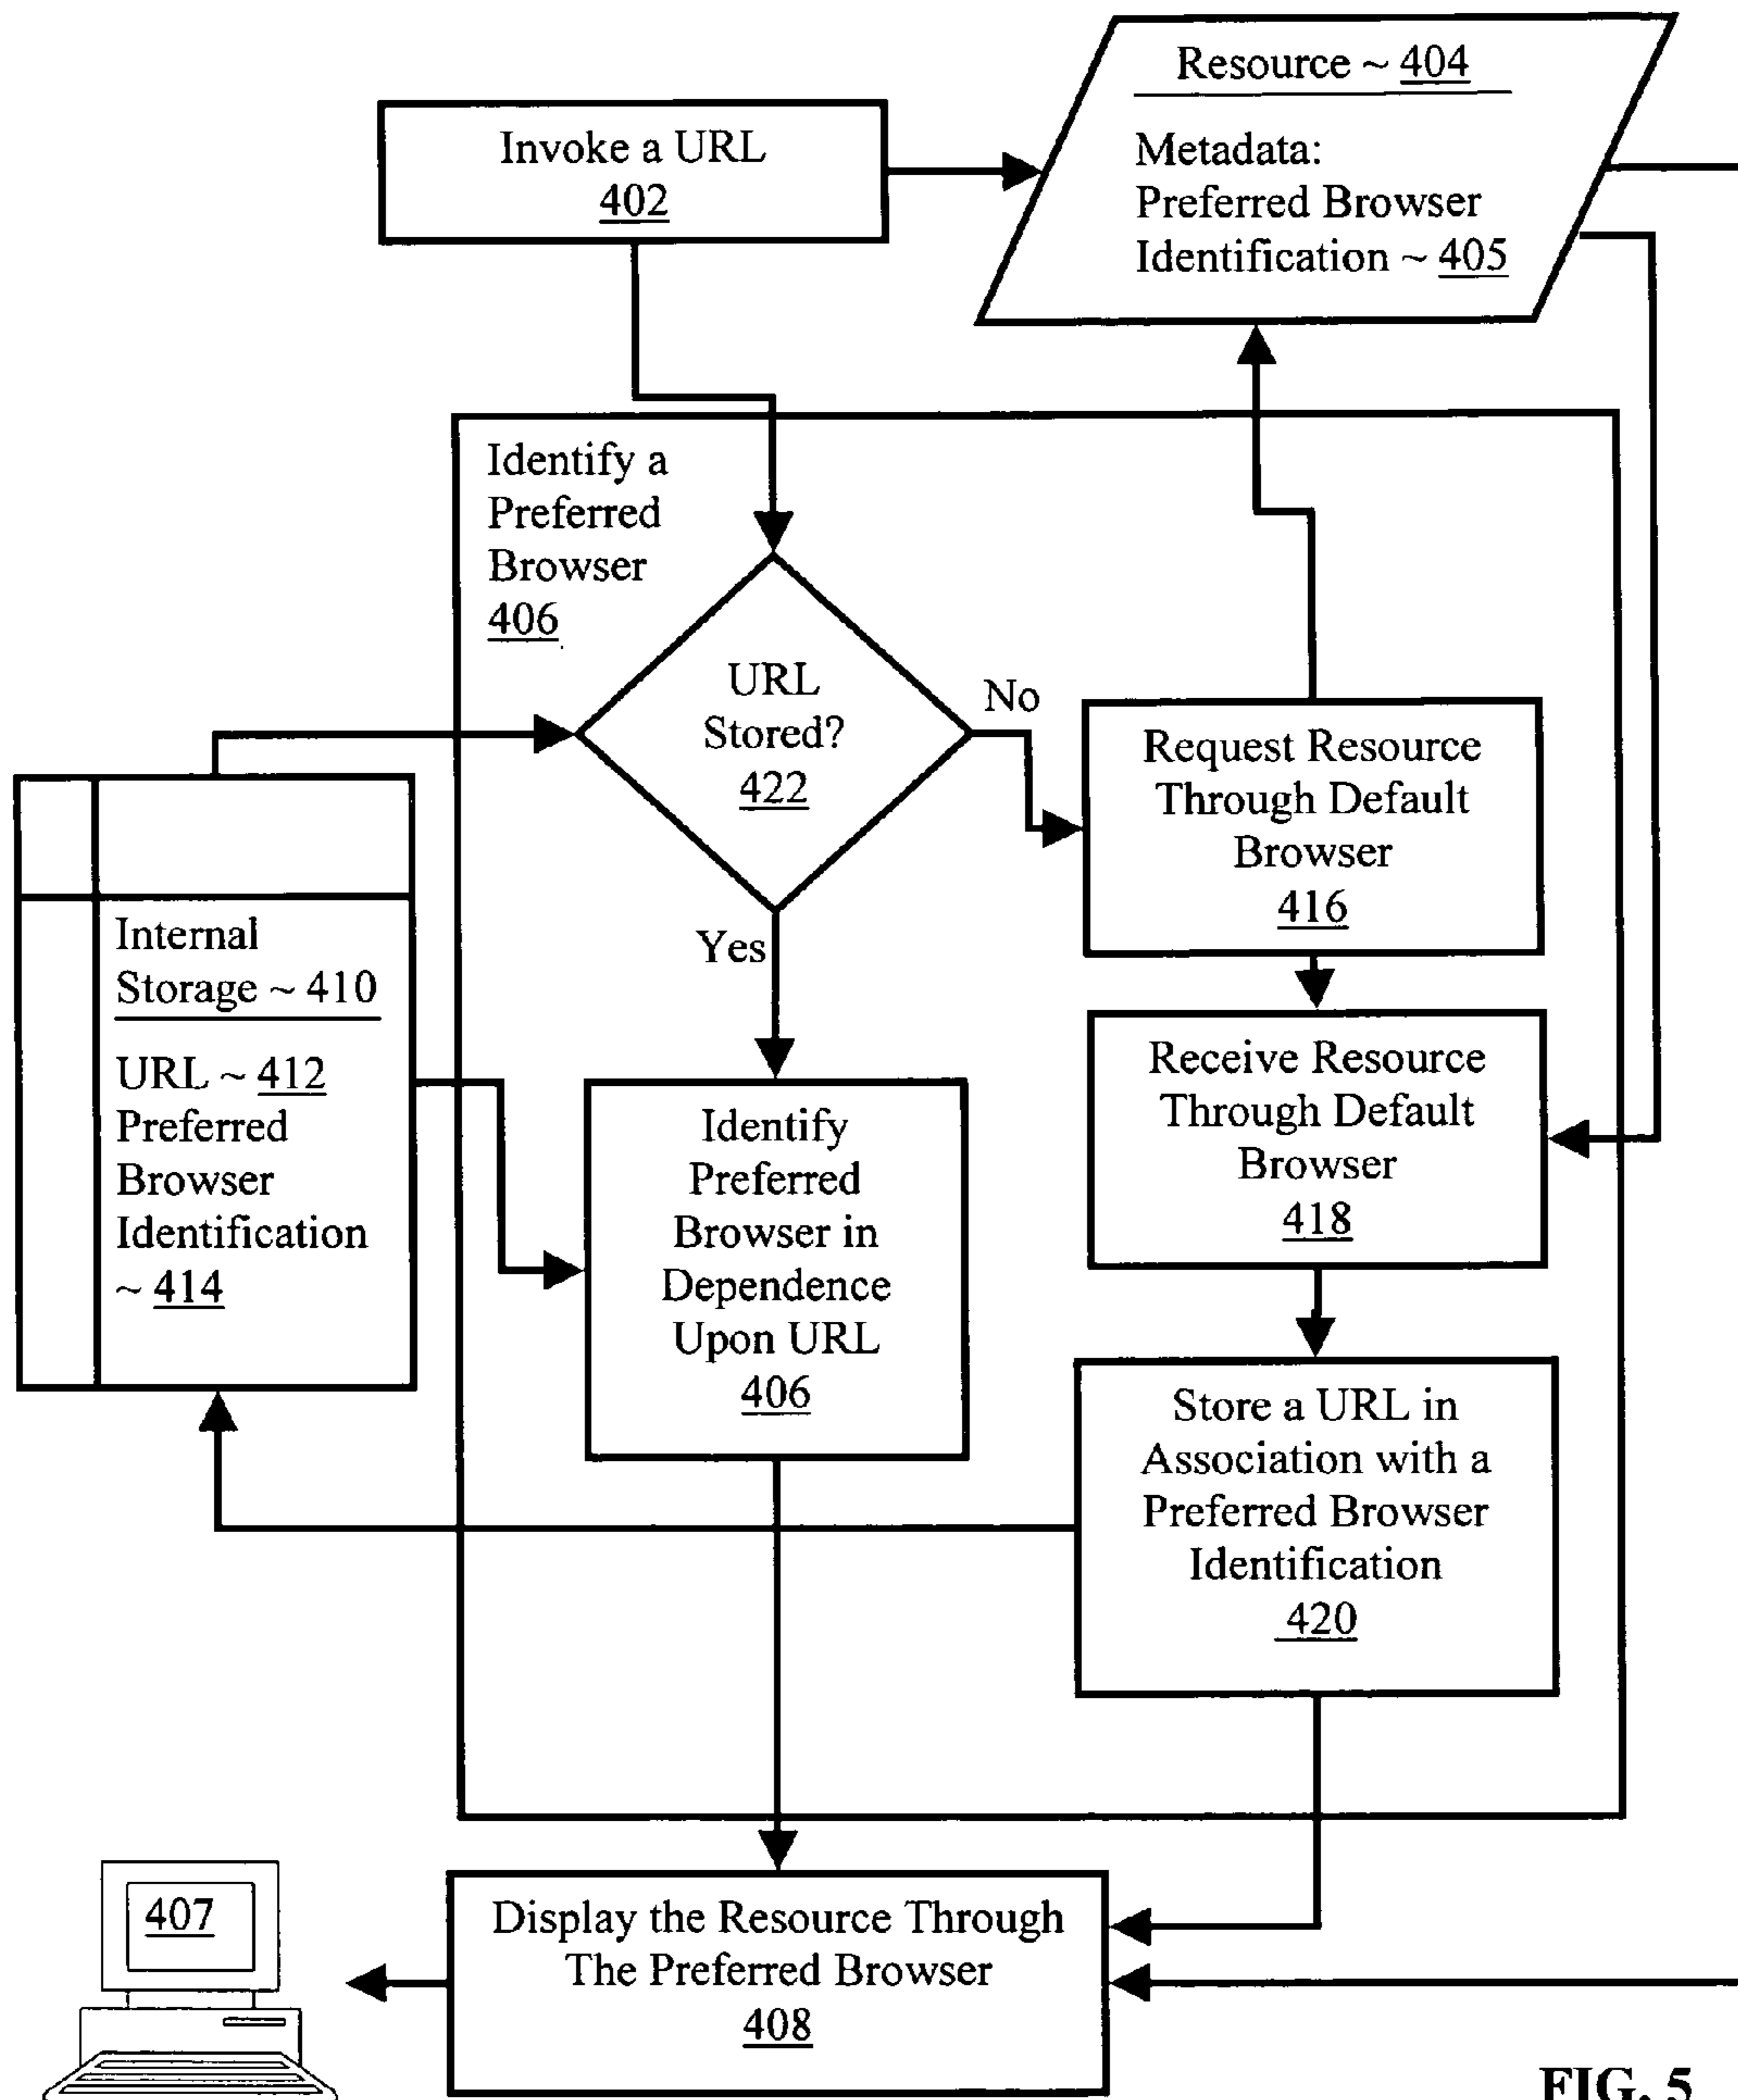 Resource ~ 404
Metadata:
Preferred Browser
Identification ~ 405
Invoke a URL
402
Identify a
Preferred
Browser
406
URL
Stored?
422
No
Yes
Request Resource
Through Default
Browser
416
Internal
Storage ~ 410
URL ~ 412
Preferred
Browser
Identification
~ 414
Receive Resource
Through Default
Browser
418
Identify
Preferred
Browser in
Dependence
Upon URL
406
Store a URL in
Association with a
Preferred Browser
Identification
420
407
Display the Resource Through
The Preferred Browser
408
FIG. 5